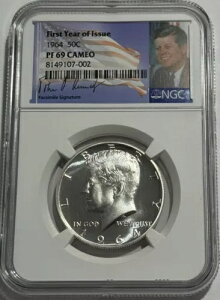 First Year of Issue
1964 50C
PF 69 CAMEO
8149107-002
Facsimile Signature
NGC
LIBERTY
IN GOD WE TRUST
1964